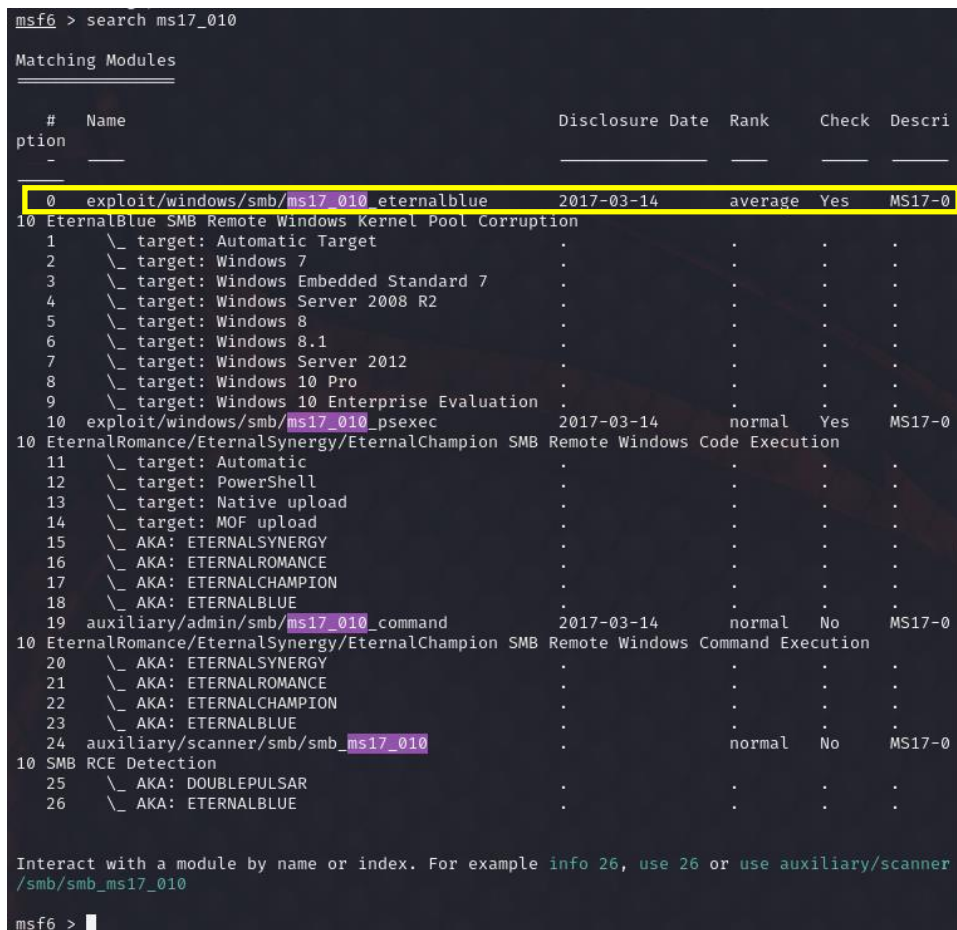 msf6 > search ms17_010
Matching Modules
================
# Name Disclosure Date Rank Check Descri
ption
- ---- --------------- ---- ----- ------
-----
0 exploit/windows/smb/ms17_010_eternalblue 2017-03-14 average Yes MS17-0
10 EternalBlue SMB Remote Windows Kernel Pool Corruption
1 \_ target: Automatic Target . . . .
2 \_ target: Windows 7 . . . .
3 \_ target: Windows Embedded Standard 7 . . . .
4 \_ target: Windows Server 2008 R2 . . . .
5 \_ target: Windows 8 . . . .
6 \_ target: Windows 8.1 . . . .
7 \_ target: Windows Server 2012 . . . .
8 \_ target: Windows 10 Pro . . . .
9 \_ target: Windows 10 Enterprise Evaluation . . . .
10 exploit/windows/smb/ms17_010_psexec 2017-03-14 normal Yes MS17-0
10 EternalRomance/EternalSynergy/EternalChampion SMB Remote Windows Code Execution
11 \_ target: Automatic . . . .
12 \_ target: PowerShell . . . .
13 \_ target: Native upload . . . .
14 \_ target: MOF upload . . . .
15 \_ AKA: ETERNALSYNERGY . . . .
16 \_ AKA: ETERNALROMANCE . . . .
17 \_ AKA: ETERNALCHAMPION . . . .
18 \_ AKA: ETERNALBLUE . . . .
19 auxiliary/admin/smb/ms17_010_command 2017-03-14 normal No MS17-0
10 EternalRomance/EternalSynergy/EternalChampion SMB Remote Windows Command Execution
20 \_ AKA: ETERNALSYNERGY . . . .
21 \_ AKA: ETERNALROMANCE . . . .
22 \_ AKA: ETERNALCHAMPION . . . .
23 \_ AKA: ETERNALBLUE . . . .
24 auxiliary/scanner/smb/smb_ms17_010 . normal No MS17-0
10 SMB RCE Detection
25 \_ AKA: DOUBLEPULSAR . . . .
26 \_ AKA: ETERNALBLUE . . . .
Interact with a module by name or index. For example info 26, use 26 or use auxiliary/scanner
/smb/smb_ms17_010
msf6 >